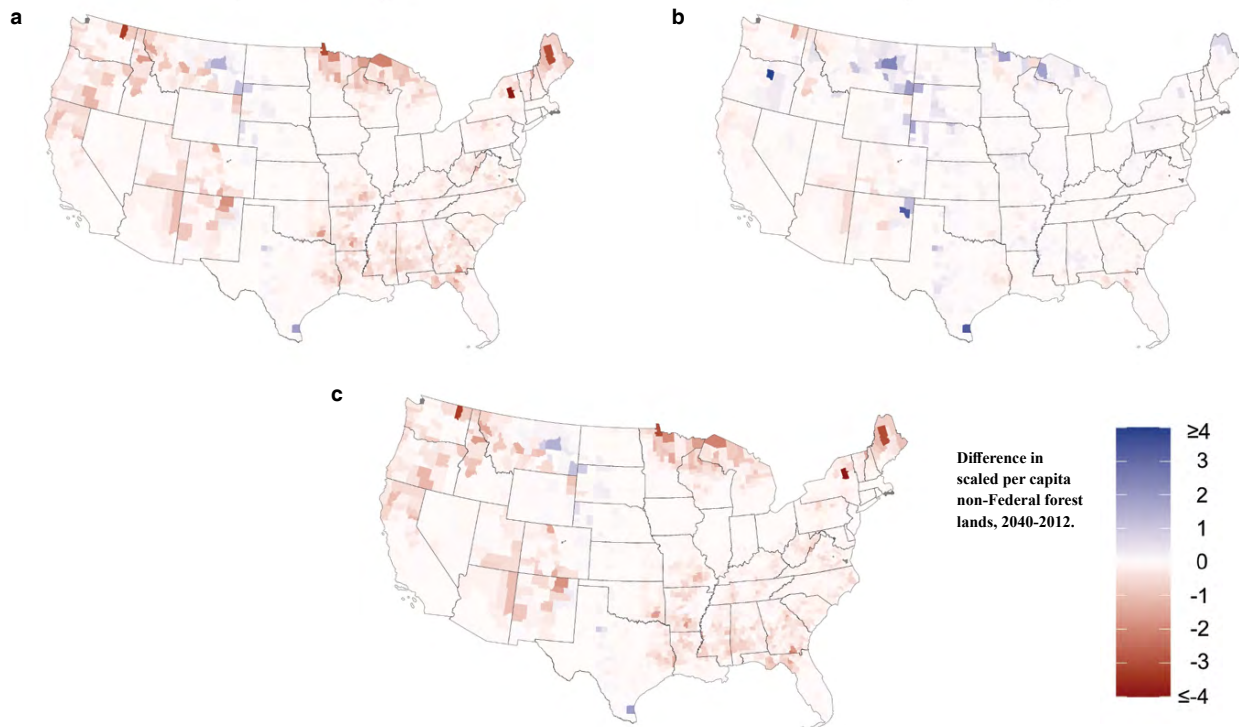 a
b
c
Difference in
scaled per capita
non-Federal forest
lands, 2040-2012.
≥4
3
2
1
0
-1
-2
-3
≤-4